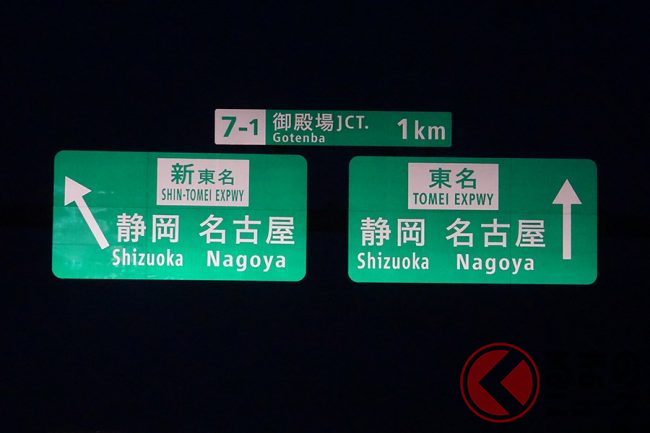 7-1 御殿場JCT. 1km
Gotenba
新東名
SHIN-TOMEI EXPWY
静岡 名古屋
Shizuoka Nagoya
東名
TOMEI EXPWY
静岡 名古屋
Shizuoka Nagoya